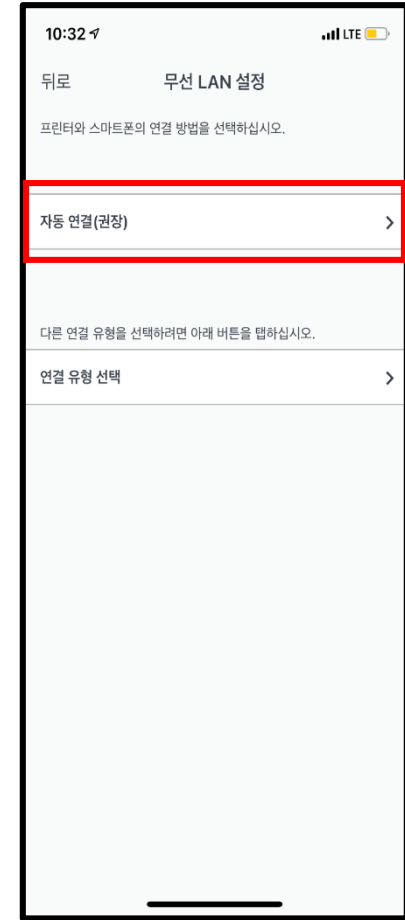 10:32 LTE
뒤로 무선 LAN 설정
프린터와 스마트폰의 연결 방법을 선택하십시오.
자동 연결(권장)
다른 연결 유형을 선택하려면 아래 버튼을 탭하십시오.
연결 유형 선택